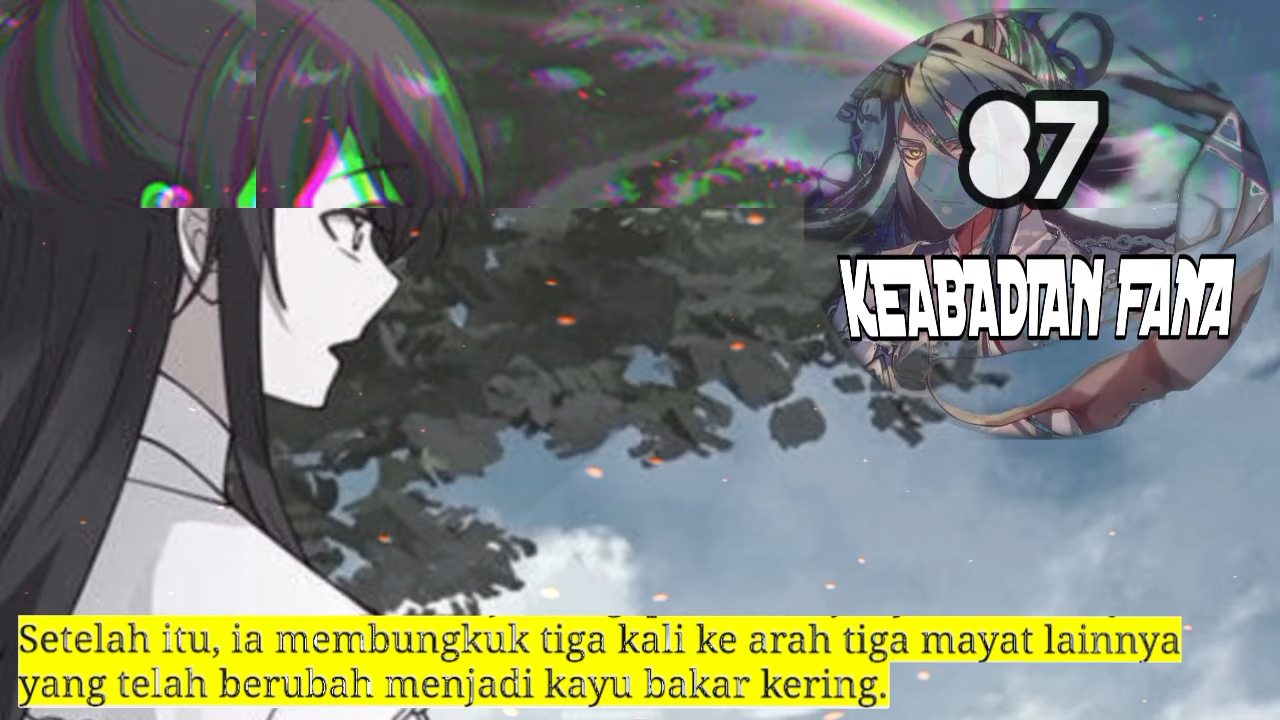 87
KEABADIAN FANA
Setelah itu, ia membungkuk tiga kali ke arah tiga mayat lainnya
yang telah berubah menjadi kayu bakar kering.